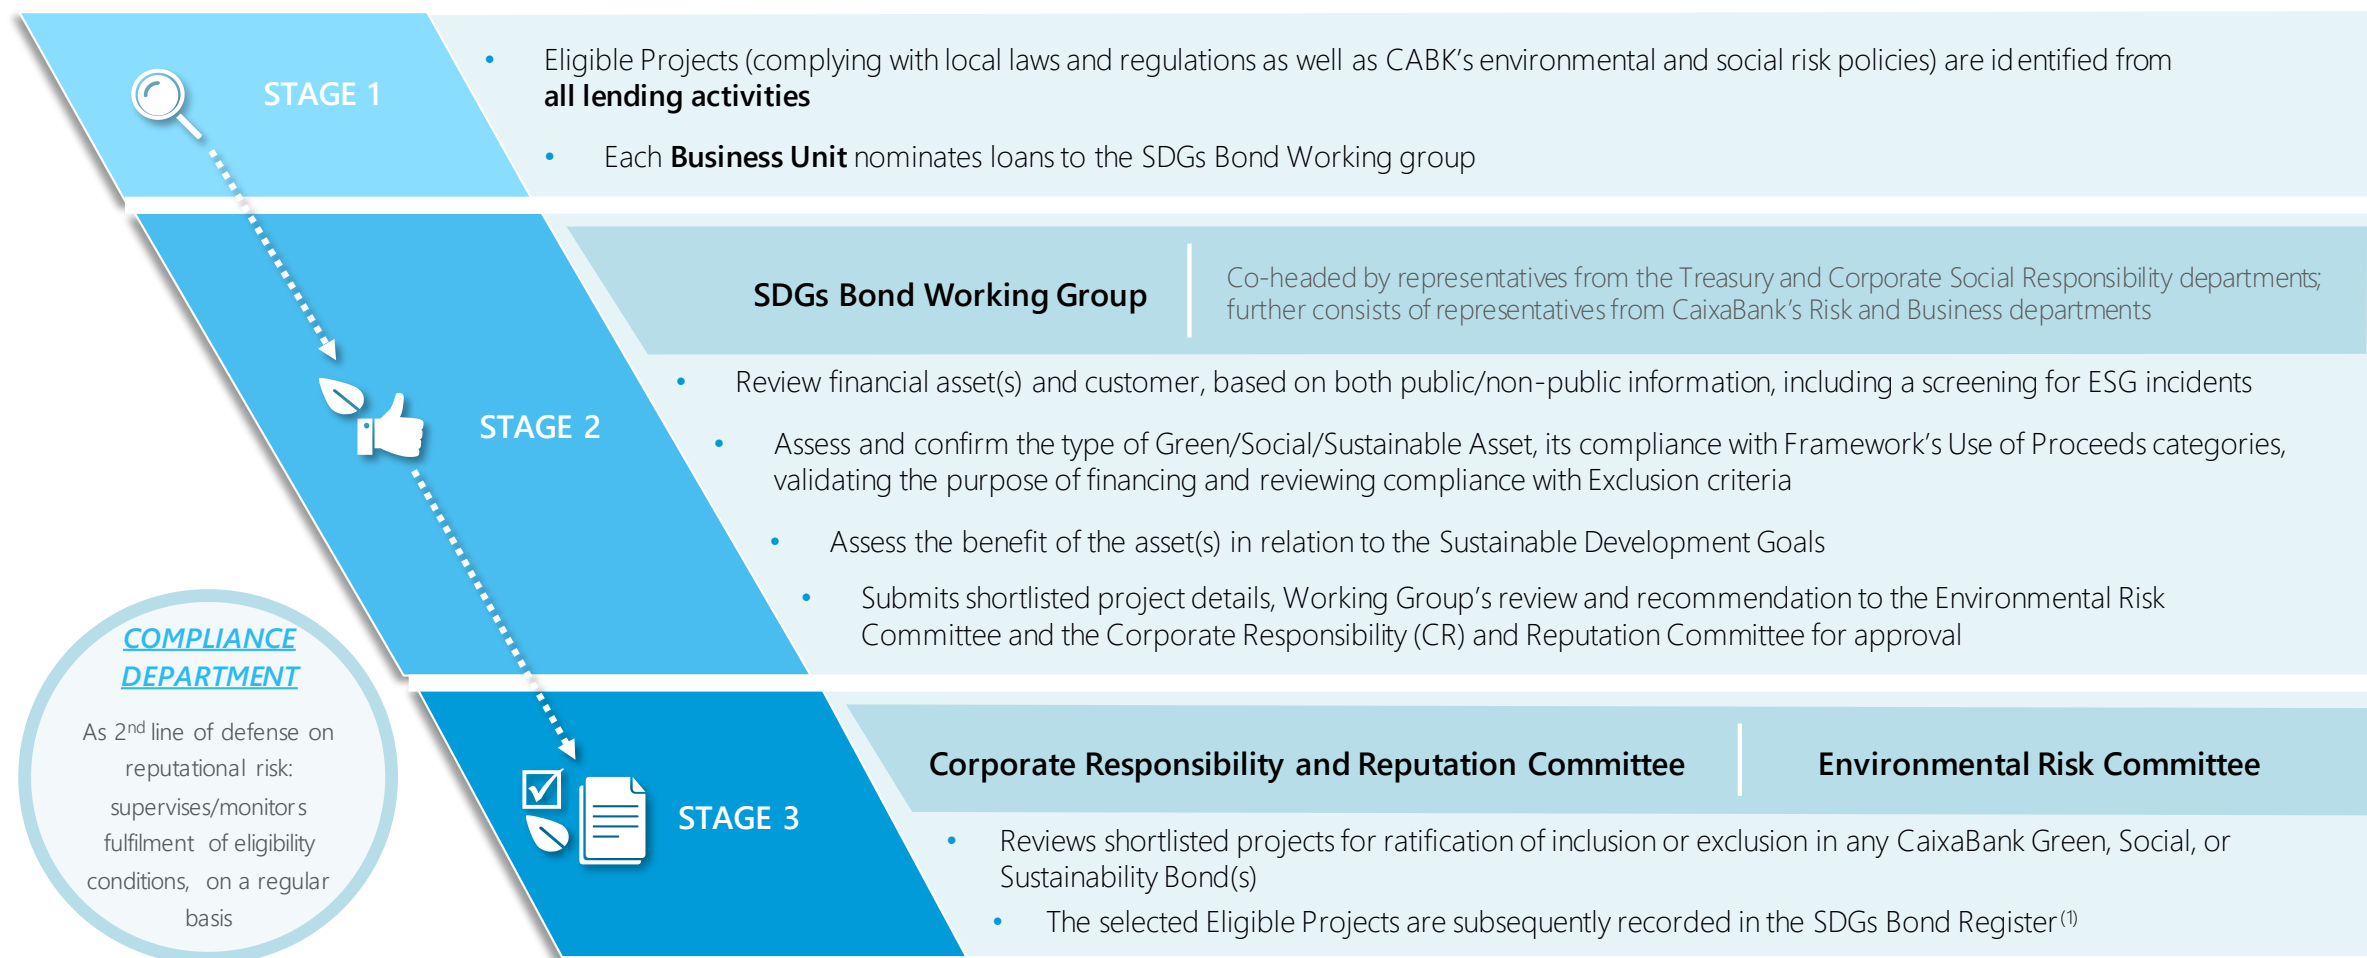 STAGE 1
• Eligible Projects (complying with local laws and regulations as well as CABK's environmental and social risk policies) are identified from
all lending activities
• Each Business Unit nominates loans to the SDGs Bond Working group
SDGs Bond Working Group
Co-headed by representatives from the Treasury and Corporate Social Responsibility departments;
further consists of representatives from CaixaBank's Risk and Business departments
STAGE 2
• Review financial asset(s) and customer, based on both public/non-public information, including a screening for ESG incidents
• Assess and confirm the type of Green/Social/Sustainable Asset, its compliance with Framework's Use of Proceeds categories,
validating the purpose of financing and reviewing compliance with Exclusion criteria
• Assess the benefit of the asset(s) in relation to the Sustainable Development Goals
• Submits shortlisted project details, Working Group's review and recommendation to the Environmental Risk
Committee and the Corporate Responsibility (CR) and Reputation Committee for approval
COMPLIANCE
DEPARTMENT
As 2nd line of defense on
reputational risk:
supervises/monitors
fulfilment of eligibility
conditions, on a regular
basis
STAGE 3
Corporate Responsibility and Reputation Committee
Environmental Risk Committee
• Reviews shortlisted projects for ratification of inclusion or exclusion in any CaixaBank Green, Social, or
Sustainability Bond(s)
• The selected Eligible Projects are subsequently recorded in the SDGs Bond Register (1)